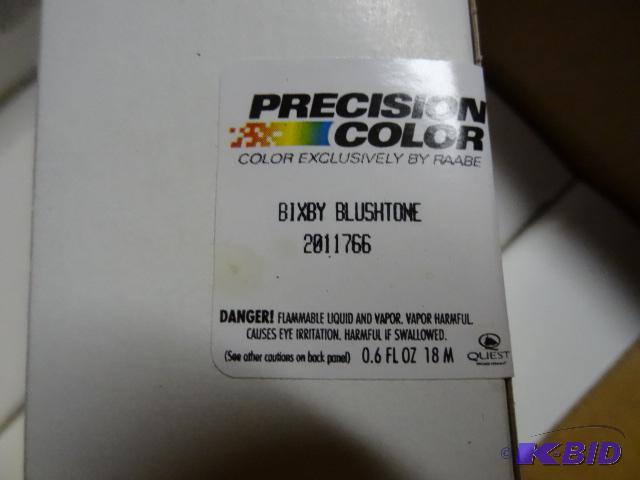 PRECISION
COLOR
COLOR EXCLUSIVELY BY RAABE
BIXBY BLUSHTONE
2011766
DANGER! FLAMMABLE LIQUID AND VAPOR. VAPOR HARMFUL.
CAUSES EYE IRRITATION. HARMFUL IF SWALLOWED.
(See other cautions on back panel) 0.6 FL OZ 18 M
QUEST
© K-BID